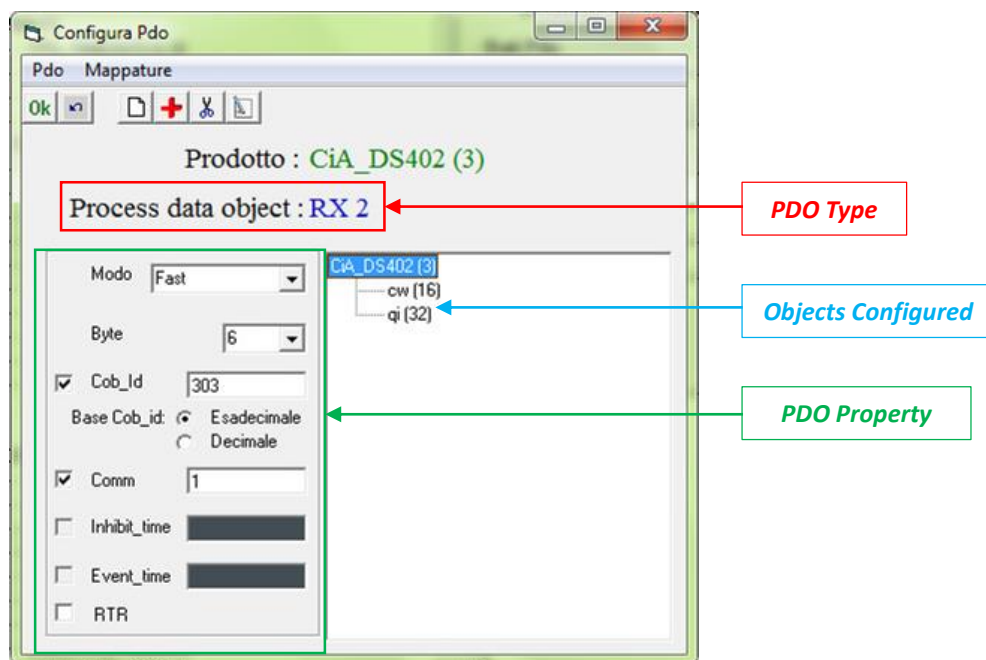 Configura Pdo
Pdo Mappature
Ok
Prodotto : CiA_DS402 (3)
Process data object : RX 2
PDO Type
Modo Fast
Byte 6
Cob_Id 303
Base Cob_id: Esadecimale
Decimale
Comm 1
Inhibit_time
Event_time
RTR
CiA_DS402 (3)
cw (16)
qi (32)
Objects Configured
PDO Property